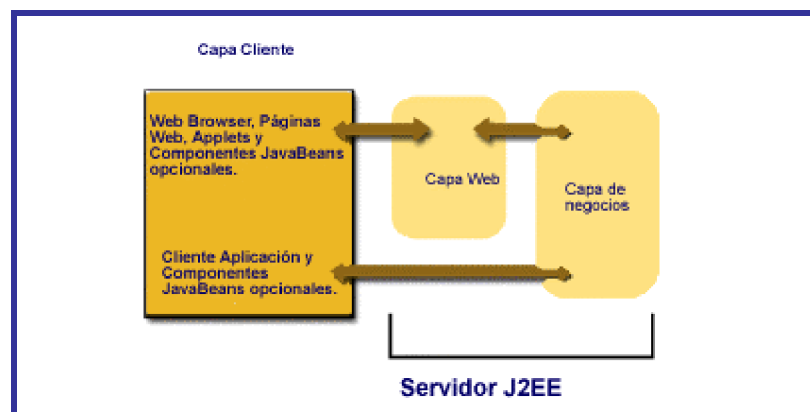 Capa Cliente
Web Browser, Páginas
Web, Applets y
Componentes JavaBeans
opcionales.
Capa Web
Capa de
negocios
Cliente Aplicación y
Componentes
JavaBeans opcionales.
Servidor J2EE